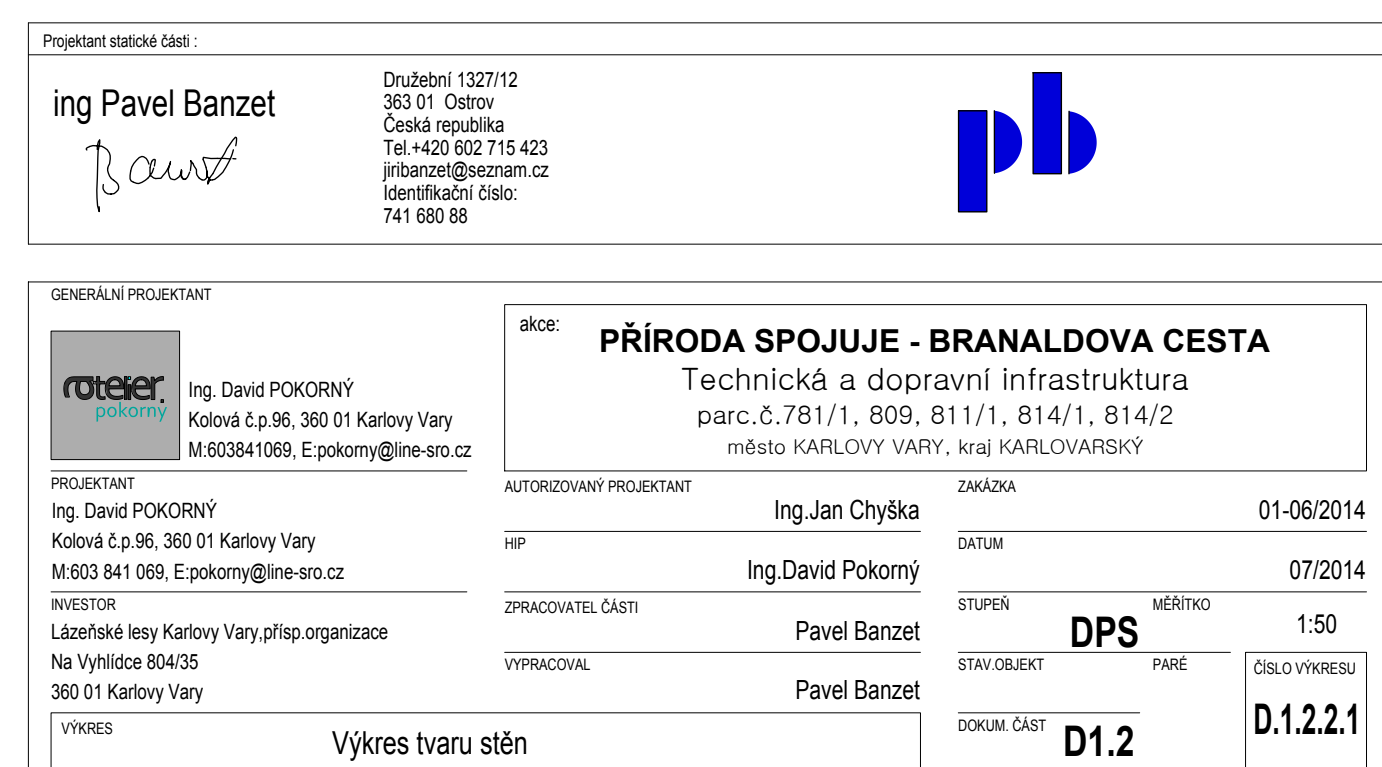 Projektant statické části :
ing Pavel Banzet
Družební 1327/12
363 01 Ostrov
Česká republika
Tel.+420 602 715 423
jiribanzet@seznam.cz
Identifikační číslo:
741 680 88
pb
GENERÁLNÍ PROJEKTANT
pokorny
Ing. David POKORNÝ
Kolová č.p.96, 360 01 Karlovy Vary
M:603841069, E:pokorny@line-sro.cz
akce:
PŘÍRODA SPOJUJE - BRANALDOVA CESTA
Technická a dopravní infrastruktura
parc.č.781/1, 809, 811/1, 814/1, 814/2
město KARLOVY VARY, kraj KARLOVARSKÝ
PROJEKTANT
Ing. David POKORNÝ
Kolová č.p.96, 360 01 Karlovy Vary
M:603 841 069, E:pokorny@line-sro.cz
INVESTOR
Lázeňské lesy Karlovy Vary,přísp.organizace
Na Vyhlídce 804/35
360 01 Karlovy Vary
AUTORIZOVANÝ PROJEKTANT
Ing.Jan Chyška
HIP
Ing.David Pokorný
ZPRACOVATEL ČÁSTI
Pavel Banzet
VYPRACOVAL
Pavel Banzet
ZAKÁZKA
01-06/2014
DATUM
07/2014
STUPEŇ
DPS
MĚŘÍTKO
1:50
STAV.OBJEKT
PARÉ
ČÍSLO VÝKRESU
D.1.2.2.1
DOKUM. ČÁST
D1.2
VÝKRES
Výkres tvaru stěn